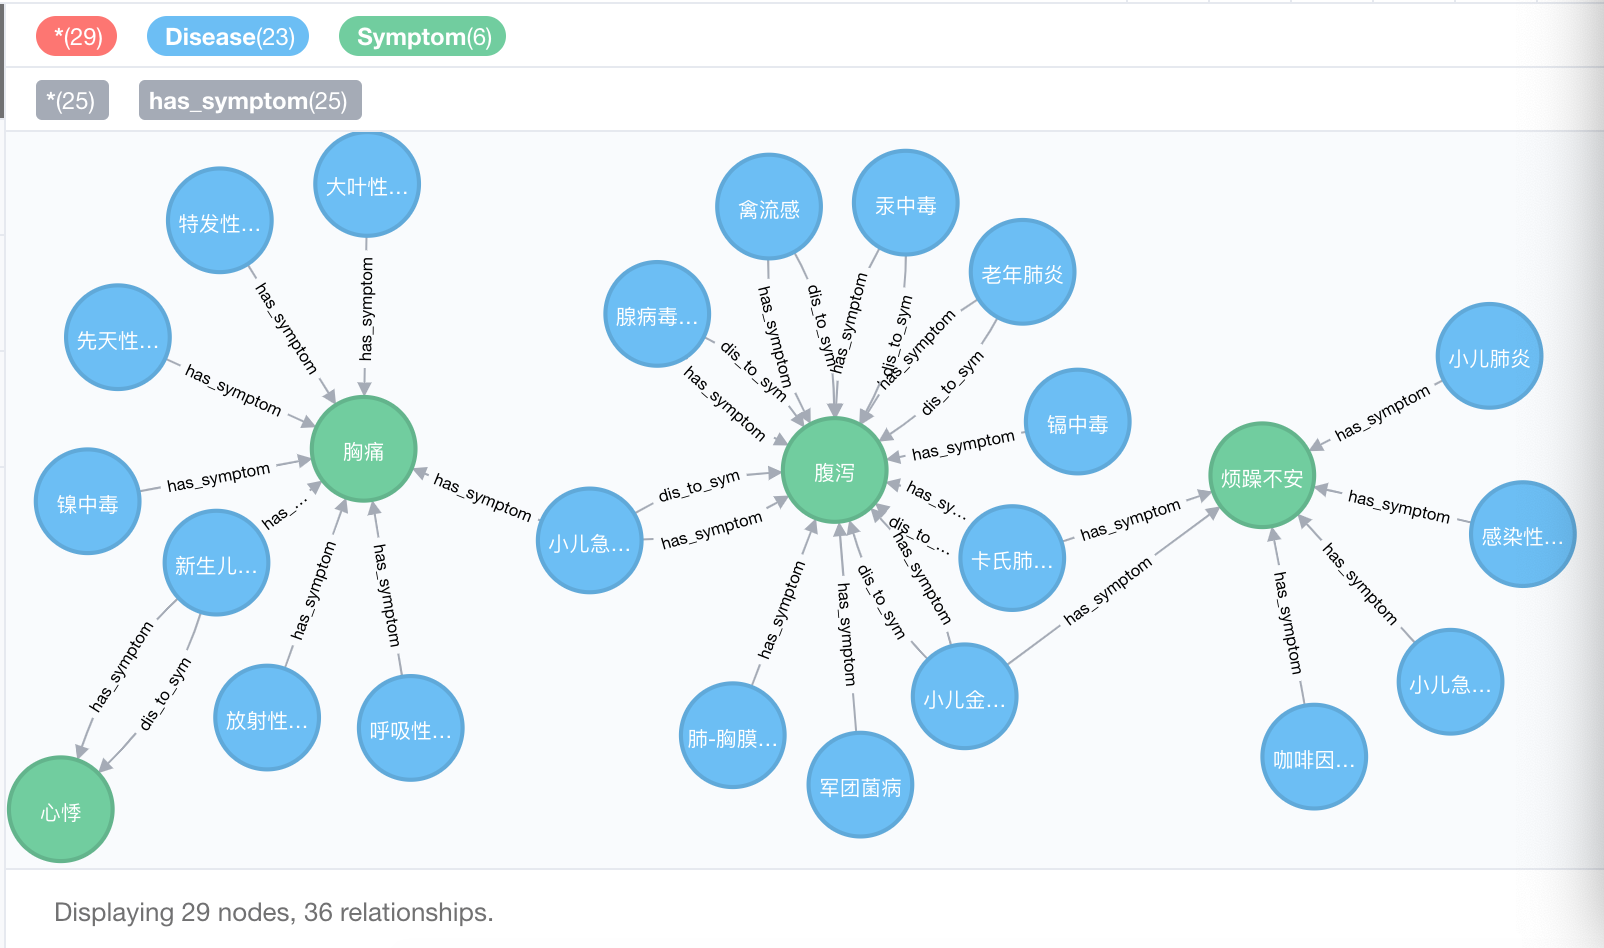 *(29) Disease(23) Symptom(6)
*(25) has_symptom(25)
大叶性...
特发性...
先天性...
镍中毒
新生儿...
放射性...
呼吸性...
胸痛
心悸
has_symptom
has_symptom
has_symptom
has_symptom
has_...
has_symptom
has_symptom
has_symptom
dis_to_sym
has_symptom
禽流感
汞中毒
老年肺炎
腺病毒...
镉中毒
腹泻
小儿急...
卡氏肺...
小儿金...
肺-胸膜...
军团菌病
has_symptom
dis_to_sym
has_symptom
dis_to_sym
has_symptom
dis_to_sym
dis_to_sym
has_symptom
has_symptom
dis_to_sym
has_symptom
has_sy...
dis_to_...
has_symptom
dis_to_sym
has_symptom
has_symptom
小儿肺炎
烦躁不安
感染性...
小儿急...
咖啡因...
has_symptom
has_symptom
has_symptom
has_symptom
has_symptom
has_symptom
Displaying 29 nodes, 36 relationships.